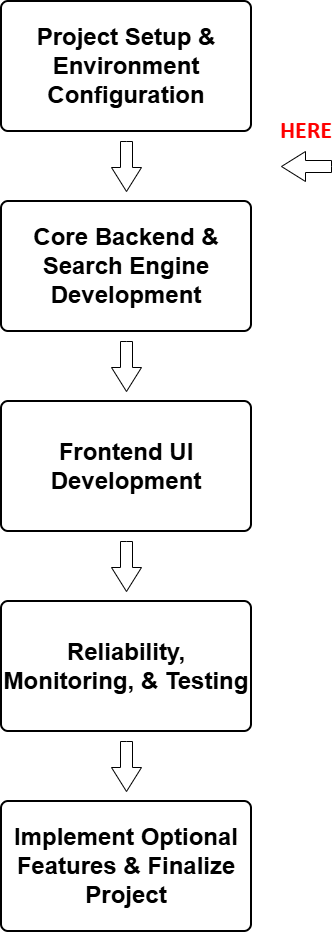 Project Setup &
Environment
Configuration
HERE
Core Backend &
Search Engine
Development
Frontend UI
Development
Reliability,
Monitoring, & Testing
Implement Optional
Features & Finalize
Project